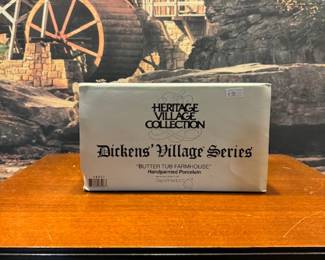 HERITAGE
VILLAGE
COLLECTION
Dickens' Village Series
"BUTTER TUB FARMHOUSE"
Handpainted Porcelain